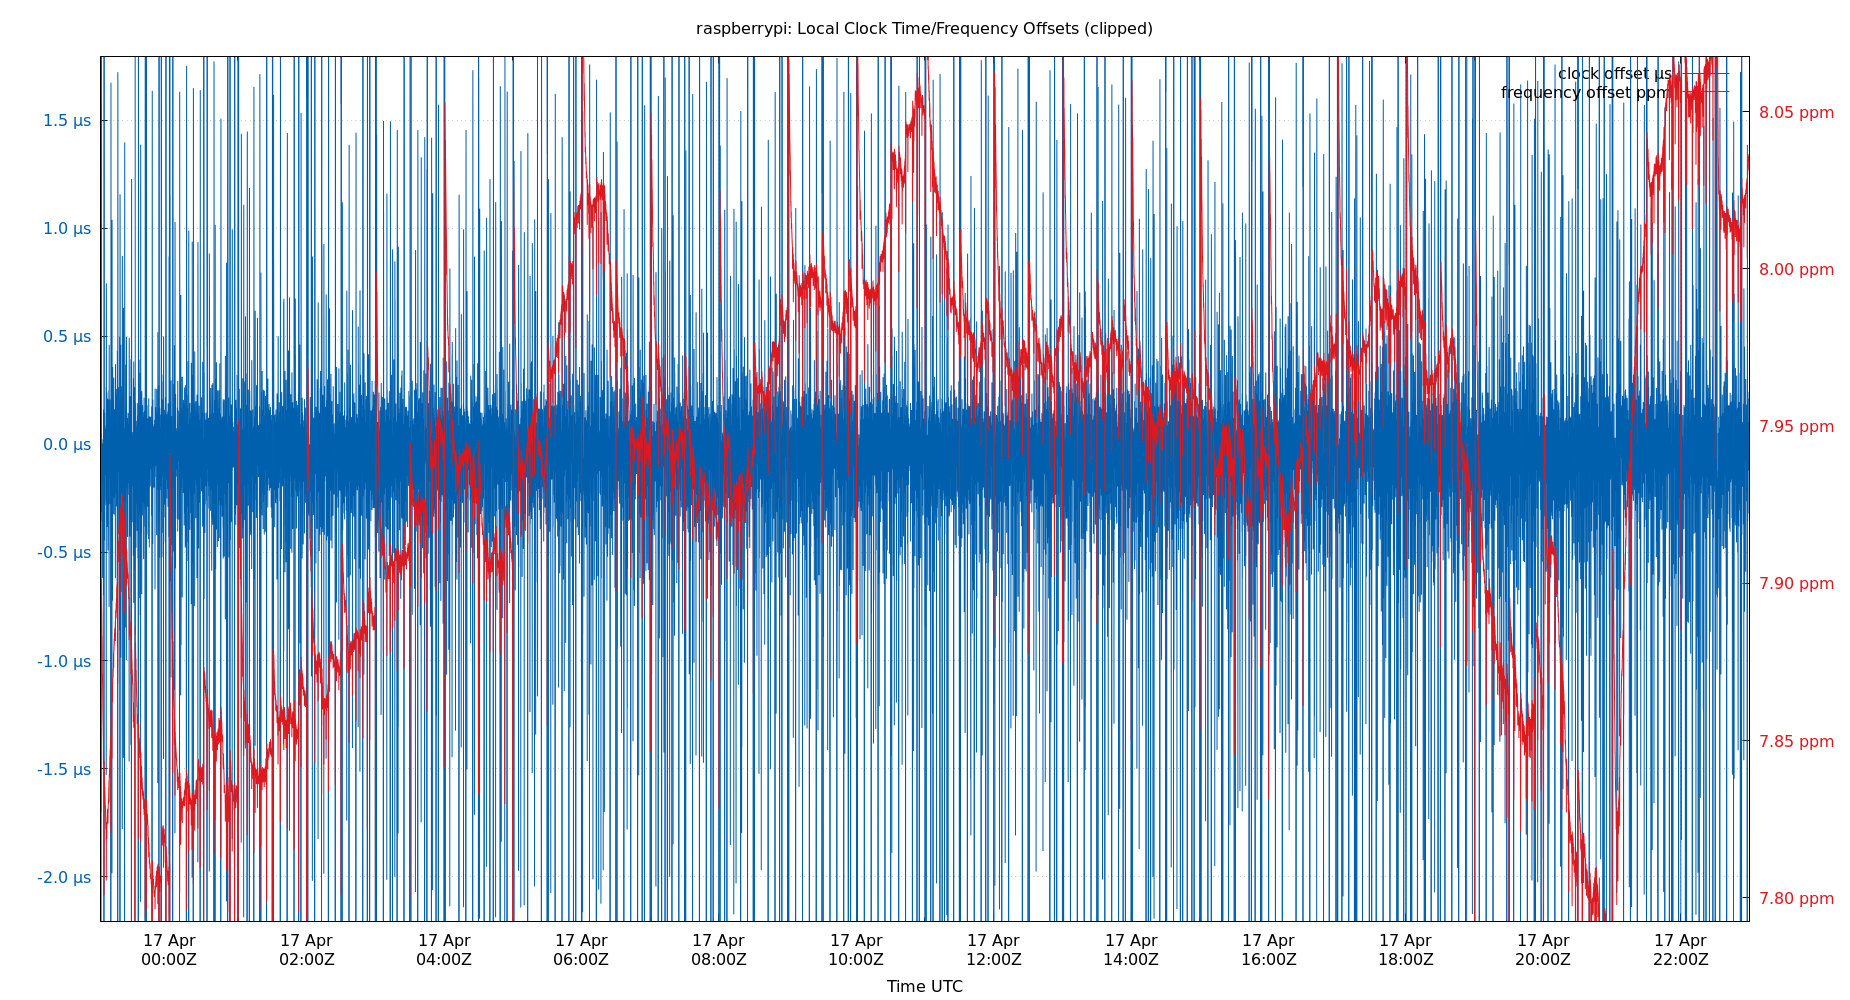 raspberrypi: Local Clock Time/Frequency Offsets (clipped)
clock offset µs
frequency offset ppm
1.5 µs
1.0 µs
0.5 µs
0.0 µs
-0.5 µs
-1.0 µs
-1.5 µs
-2.0 µs
8.05 ppm
8.00 ppm
7.95 ppm
7.90 ppm
7.85 ppm
7.80 ppm
17 Apr 17 Apr 17 Apr 17 Apr 17 Apr 17 Apr 17 Apr 17 Apr 17 Apr 17 Apr 17 Apr 17 Apr
00:00Z 02:00Z 04:00Z 06:00Z 08:00Z 10:00Z 12:00Z 14:00Z 16:00Z 18:00Z 20:00Z 22:00Z
Time UTC